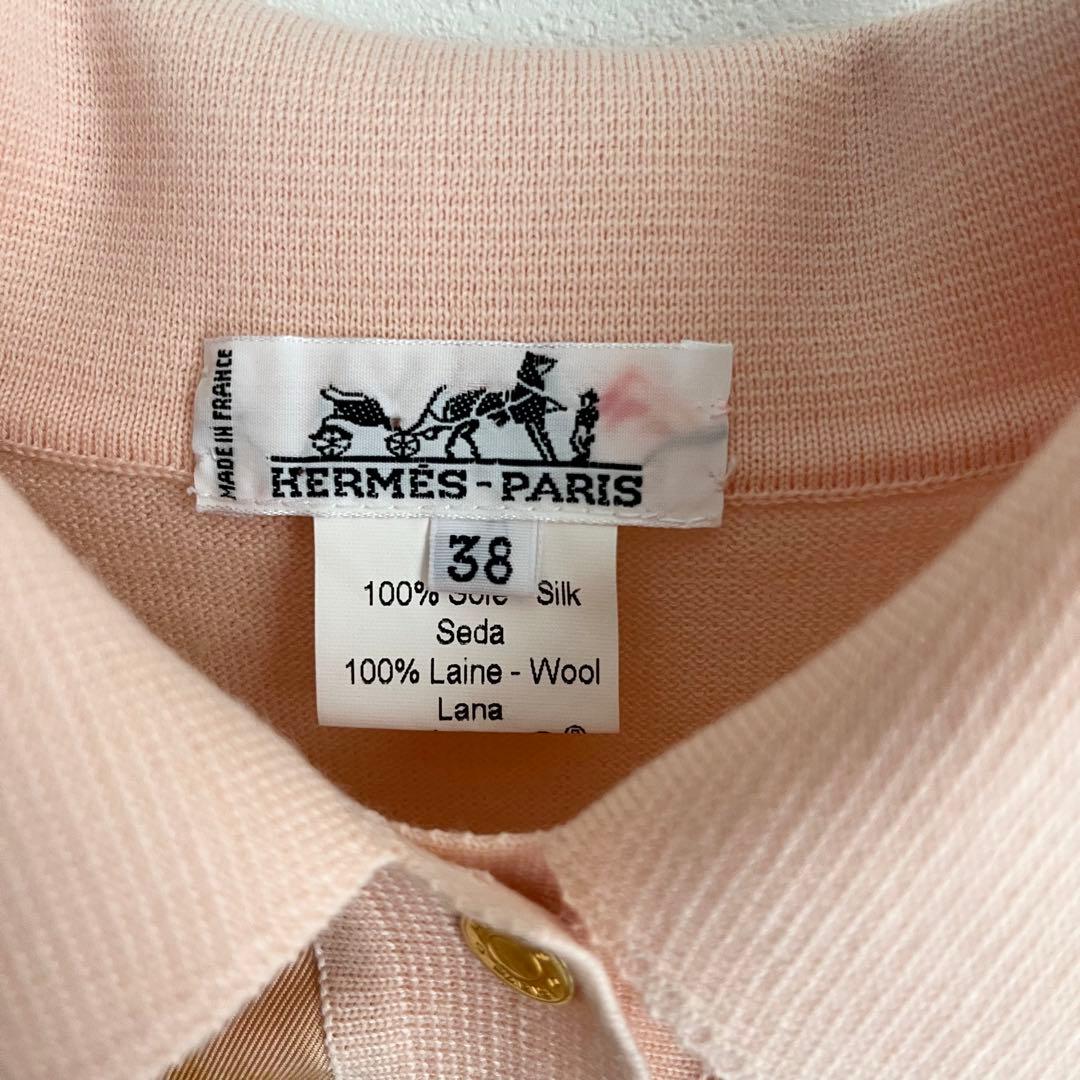 MADE IN FRANCE
HERMÈS-PARIS
38
100% Soie - Silk
Seda
100% Laine - Wool
Lana
®